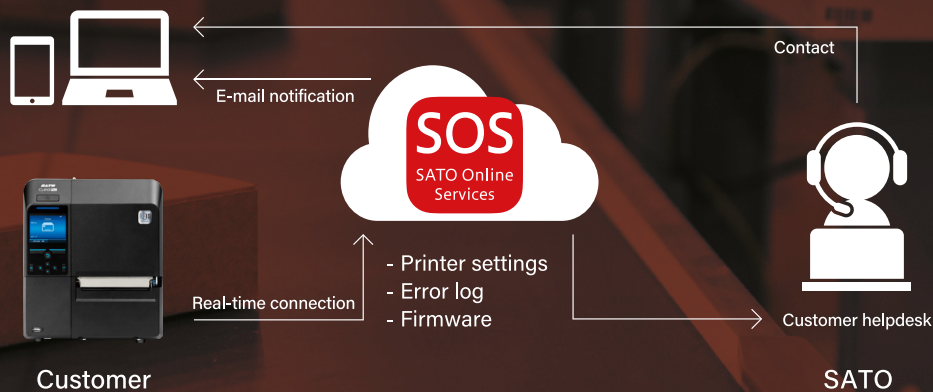 Contact
E-mail notification
SOS
SATO Online
Services
SATO
- Printer settings
- Error log
- Firmware
Real-time connection
Customer helpdesk
Customer
SATO